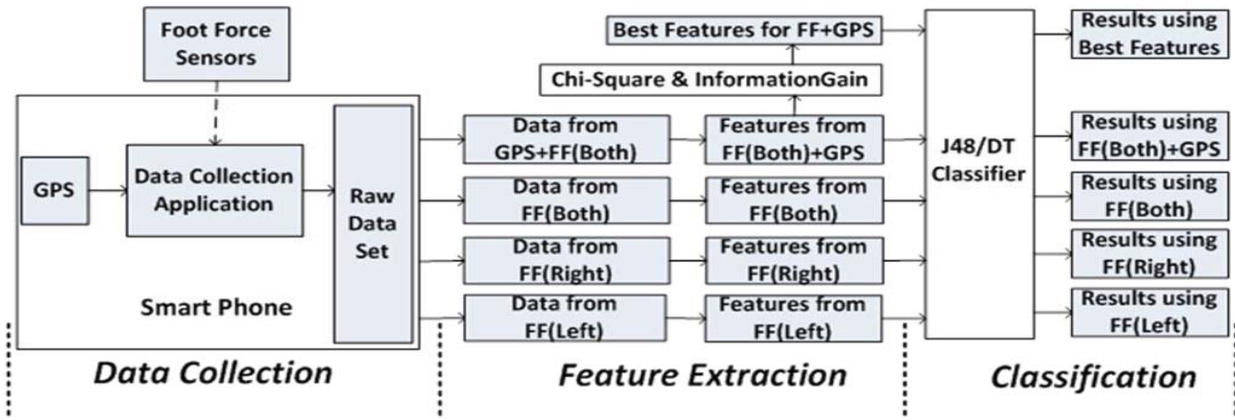 Foot Force
Sensors
GPS
Data Collection
Application
Raw
Data
Set
Smart Phone
Data Collection
Best Features for FF+GPS
Chi-Square & InformationGain
Data from
GPS+FF(Both)
Features from
FF(Both)+GPS
Data from
FF(Both)
Features from
FF(Both)
Data from
FF(Right)
Features from
FF(Right)
Data from
FF(Left)
Features from
FF(Left)
Feature Extraction
J48/DT
Classifier
Results using
Best Features
Results using
FF(Both)+GPS
Results using
FF(Both)
Results using
FF(Right)
Results using
FF(Left)
Classification